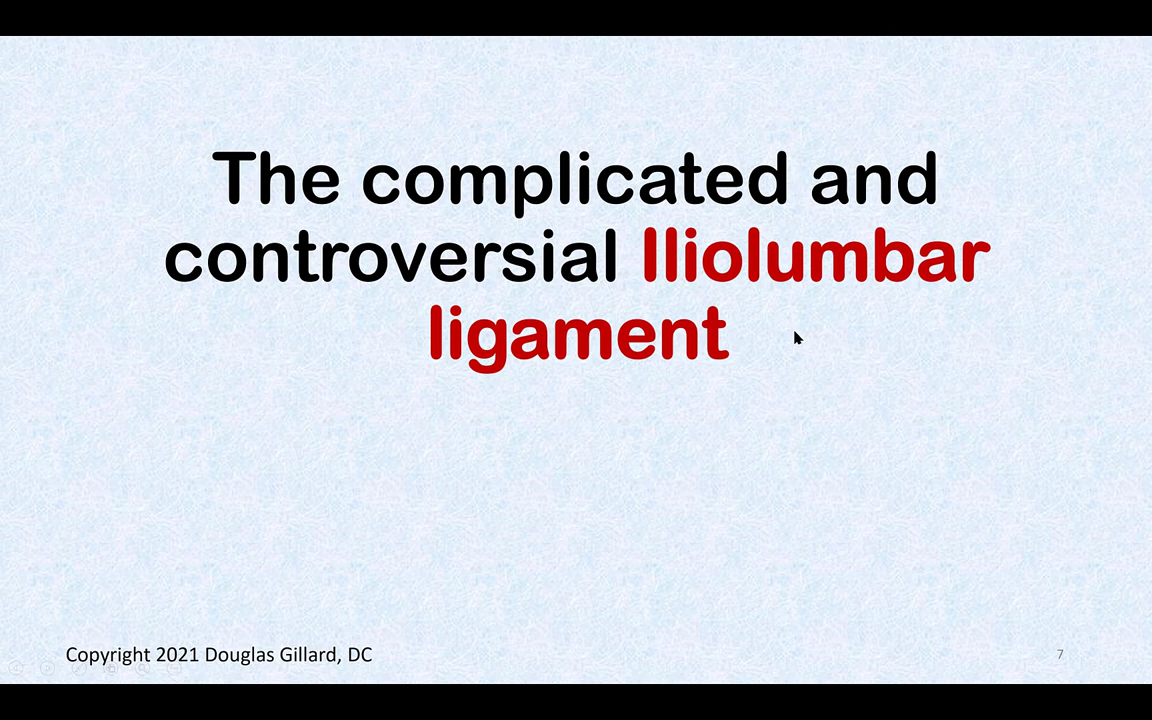 The complicated and
controversial Iliolumbar
ligament
Copyright 2021 Douglas Gillard, DC
7